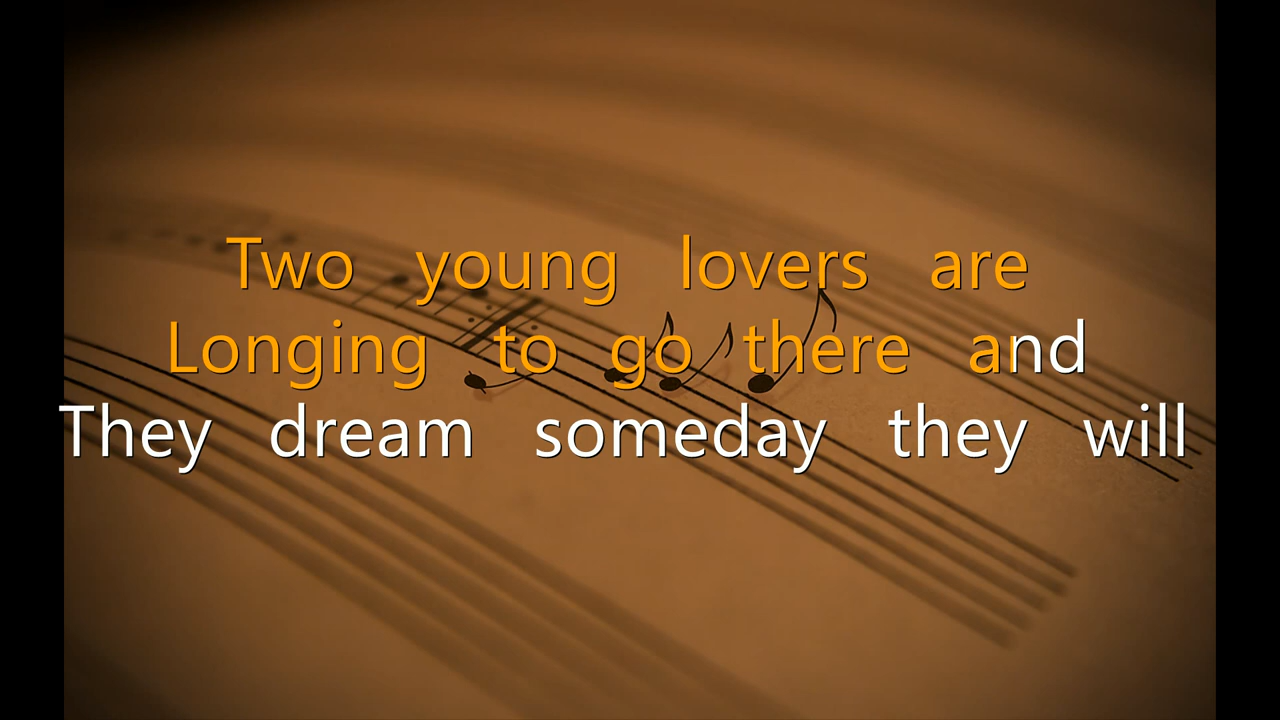 Two young lovers are
Longing to go there and
They dream someday they will